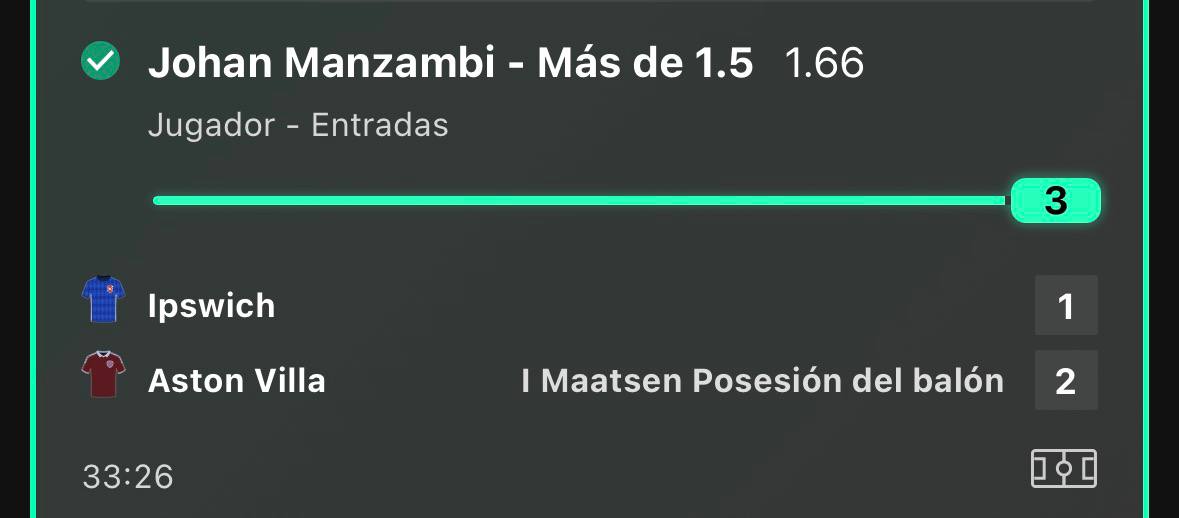 Johan Manzambi - Más de 1.5 1.66
Jugador - Entradas
3
Ipswich 1
Aston Villa I Maatsen Posesión del balón 2
33:26